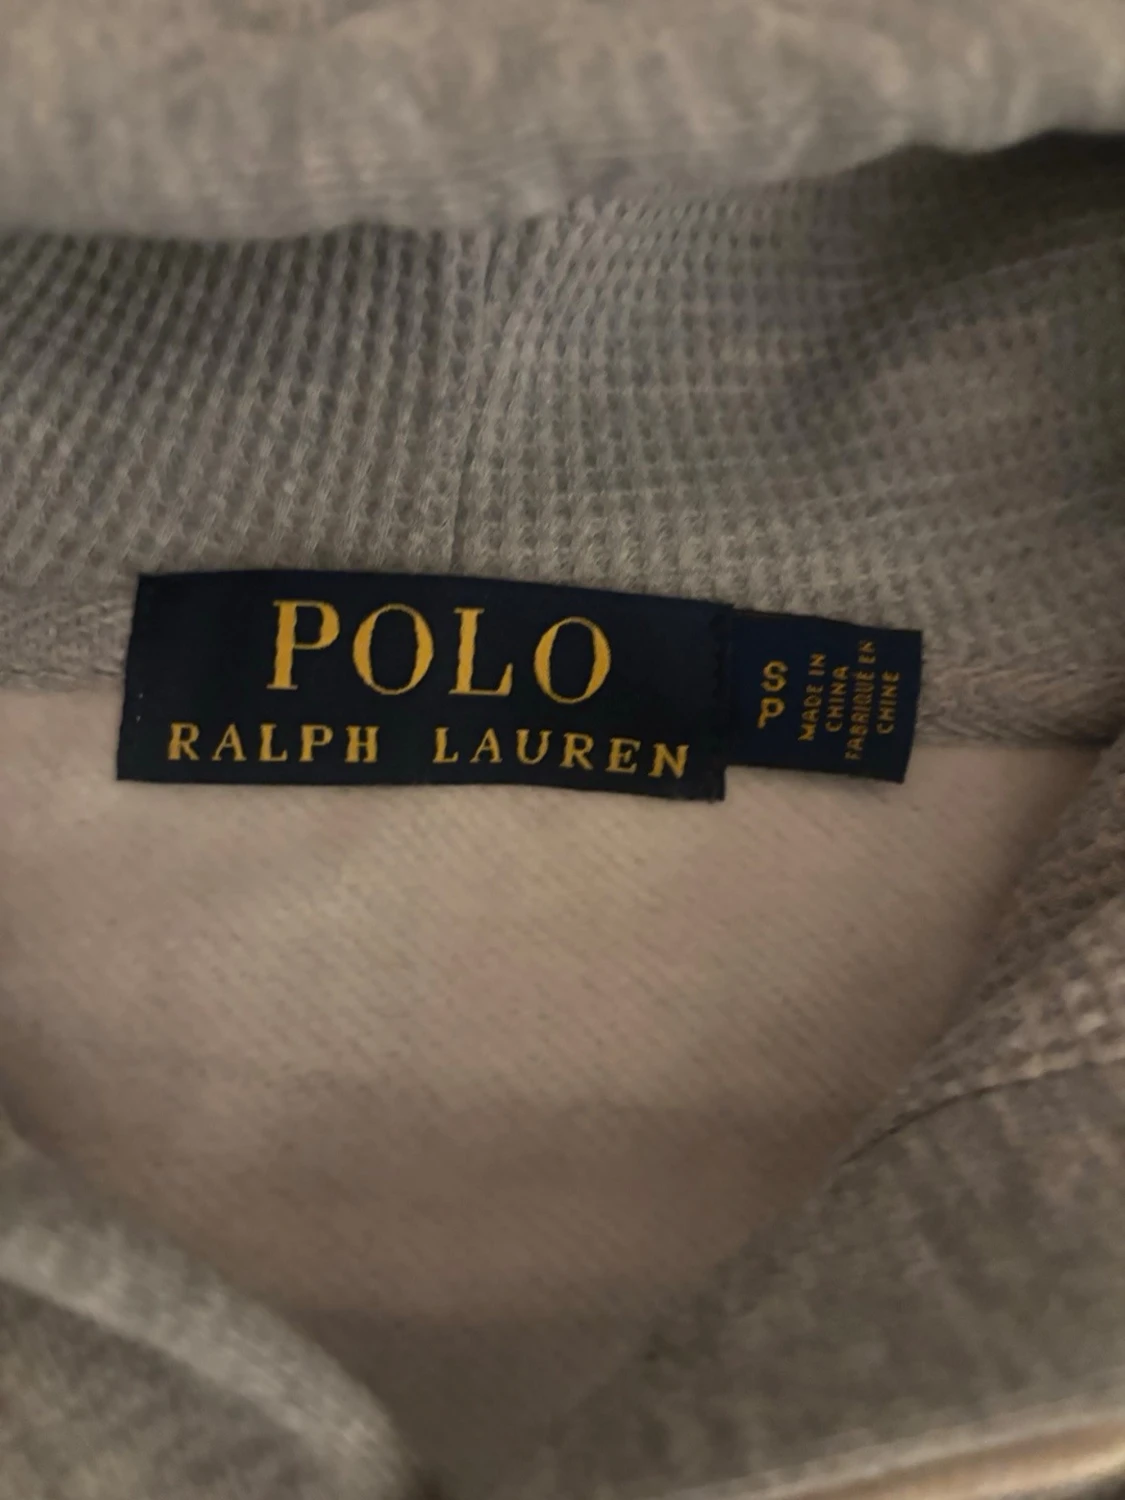 POLO
RALPH LAUREN
S P
MADE IN
CHINA
FABRIQUÉ EN
CHINE